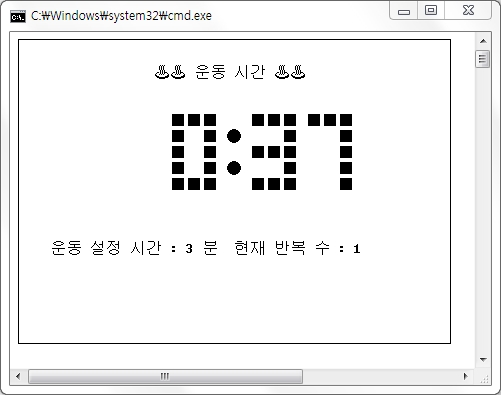 C:\Windows\system32\cmd.exe
♨♨ 운동 시간 ♨♨
0:37
운동 설정 시간 : 3 분 현재 반복 수 : 1